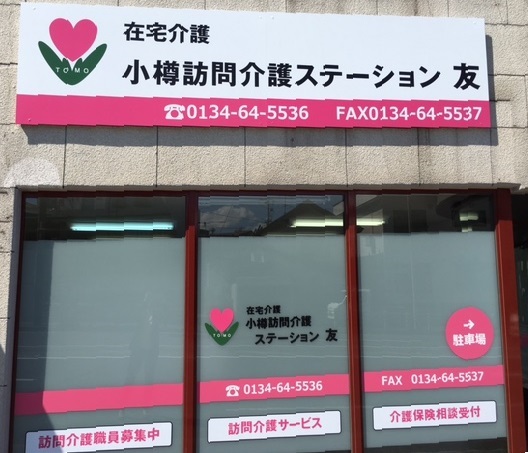 在宅介護
TOMO
小樽訪問介護ステーション 友
☎0134-64-5536 FAX0134-64-5537
在宅介護
小樽訪問介護
TOMO
ステーション 友
→
駐車場
☎ 0134-64-5536
FAX 0134-64-5537
訪問介護職員募集中
訪問介護サービス
介護保険相談受付